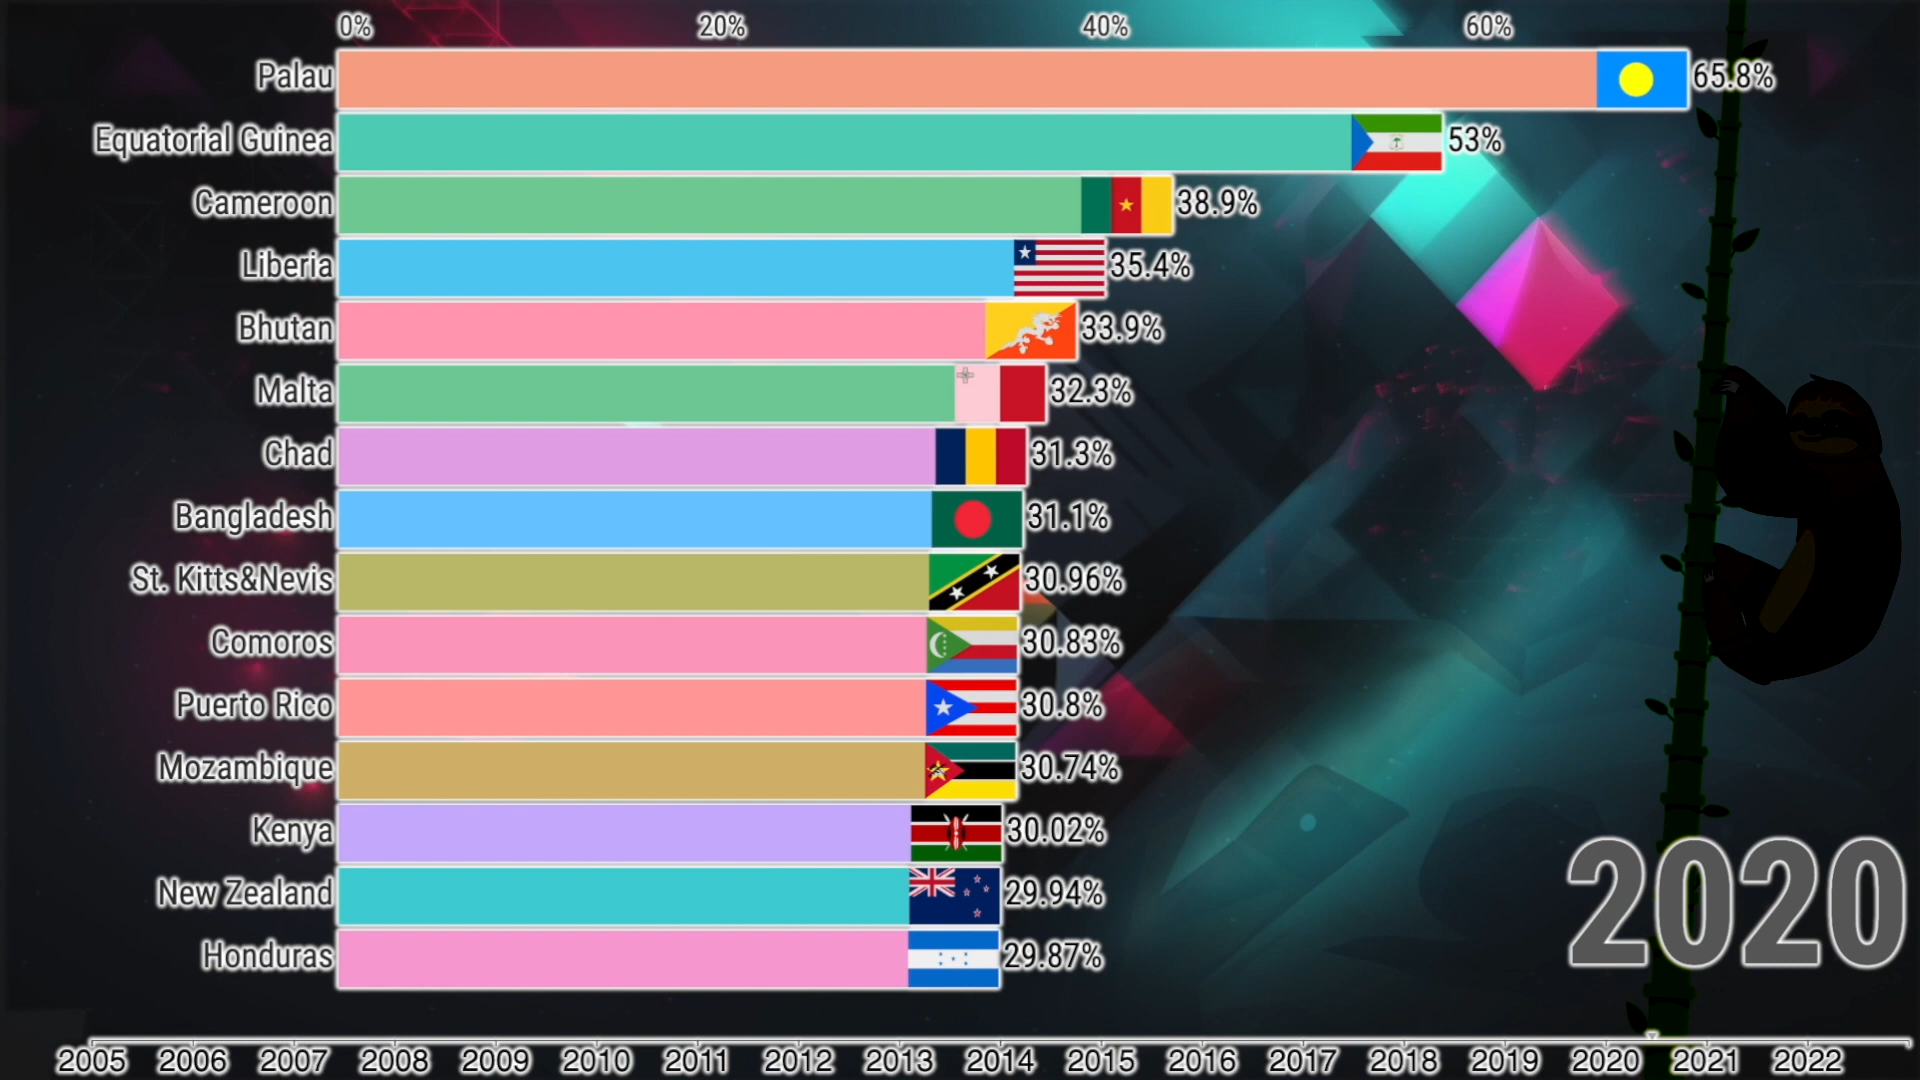 0% 20% 40% 60%
Palau 65.8%
Equatorial Guinea 53%
Cameroon 38.9%
Liberia 35.4%
Bhutan 33.9%
Malta 32.3%
Chad 31.3%
Bangladesh 31.1%
St. Kitts&Nevis 30.96%
Comoros 30.83%
Puerto Rico 30.8%
Mozambique 30.74%
Kenya 30.02%
New Zealand 29.94%
Honduras 29.87%
2020
2005 2006 2007 2008 2009 2010 2011 2012 2013 2014 2015 2016 2017 2018 2019 2020 2021 2022